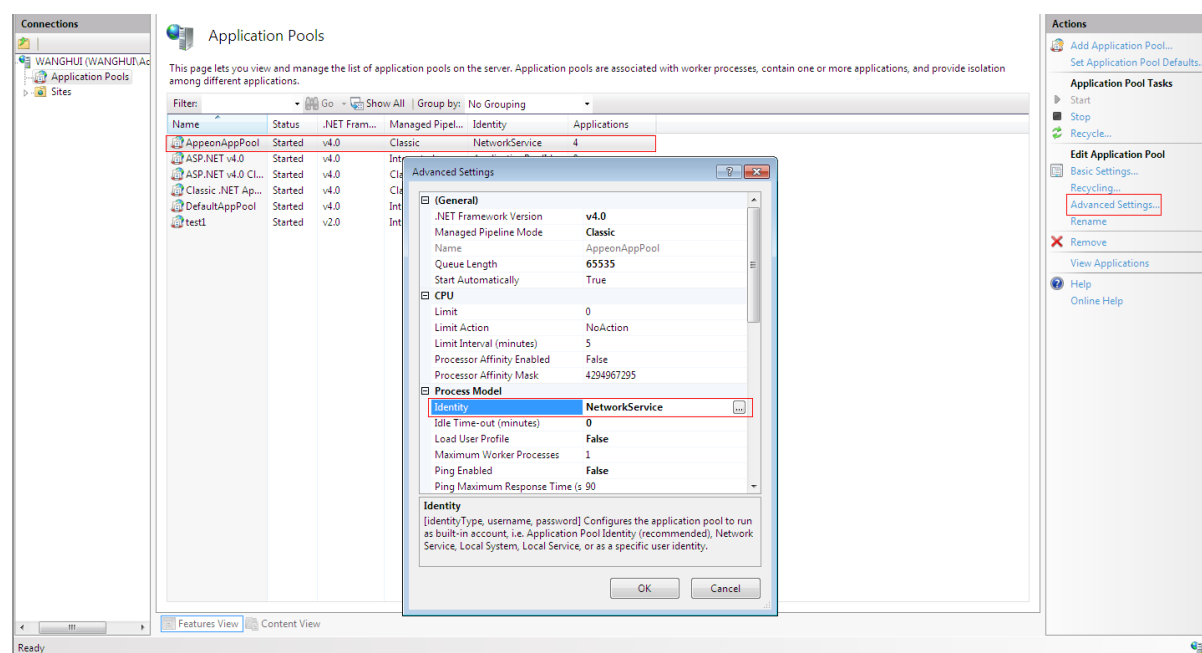 Connections
WANGHUI (WANGHUI\Ac
Application Pools
Sites
Application Pools
This page lets you view and manage the list of application pools on the server. Application pools are associated with worker processes, contain one or more applications, and provide isolation
among different applications.
Filter: Go Show All Group by: No Grouping
Name Status .NET Fram... Managed Pipel... Identity Applications
AppeonAppPool Started v4.0 Classic NetworkService 4
ASP.NET v4.0 Started v4.0
ASP.NET v4.0 Cl... Started v4.0 Cla
Classic .NET Ap... Started v4.0 Cla
DefaultAppPool Started v4.0 Int
test1 Started v2.0 Int
Advanced Settings
(General)
.NET Framework Version v4.0
Managed Pipeline Mode Classic
Name AppeonAppPool
Queue Length 65535
Start Automatically True
CPU
Limit 0
Limit Action NoAction
Limit Interval (minutes) 5
Processor Affinity Enabled False
Processor Affinity Mask 4294967295
Process Model
Identity NetworkService ...
Idle Time-out (minutes) 0
Load User Profile False
Maximum Worker Processes 1
Ping Enabled False
Ping Maximum Response Time (s 90
Identity
[identityType, username, password] Configures the application pool to run
as built-in account, i.e. Application Pool Identity (recommended), Network
Service, Local System, Local Service, or as a specific user identity.
OK Cancel
Features View Content View
Ready
Actions
Add Application Pool...
Set Application Pool Defaults.
Application Pool Tasks
Start
Stop
Recycle...
Edit Application Pool
Basic Settings...
Recycling...
Advanced Settings...
Rename
Remove
View Applications
Help
Online Help